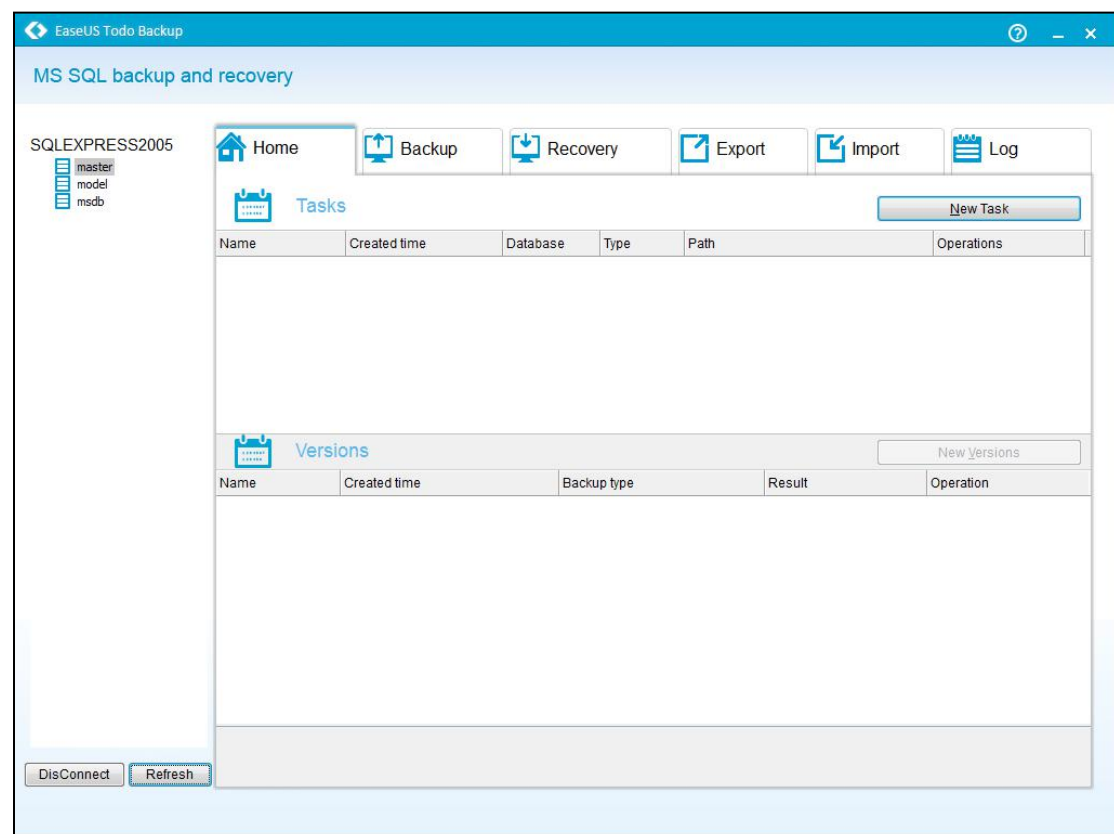 EaseUS Todo Backup
MS SQL backup and recovery
SQLEXPRESS2005
master
model
msdb
Home Backup Recovery Export Import Log
Tasks New Task
Name Created time Database Type Path Operations
Versions New Versions
Name Created time Backup type Result Operation
DisConnect Refresh